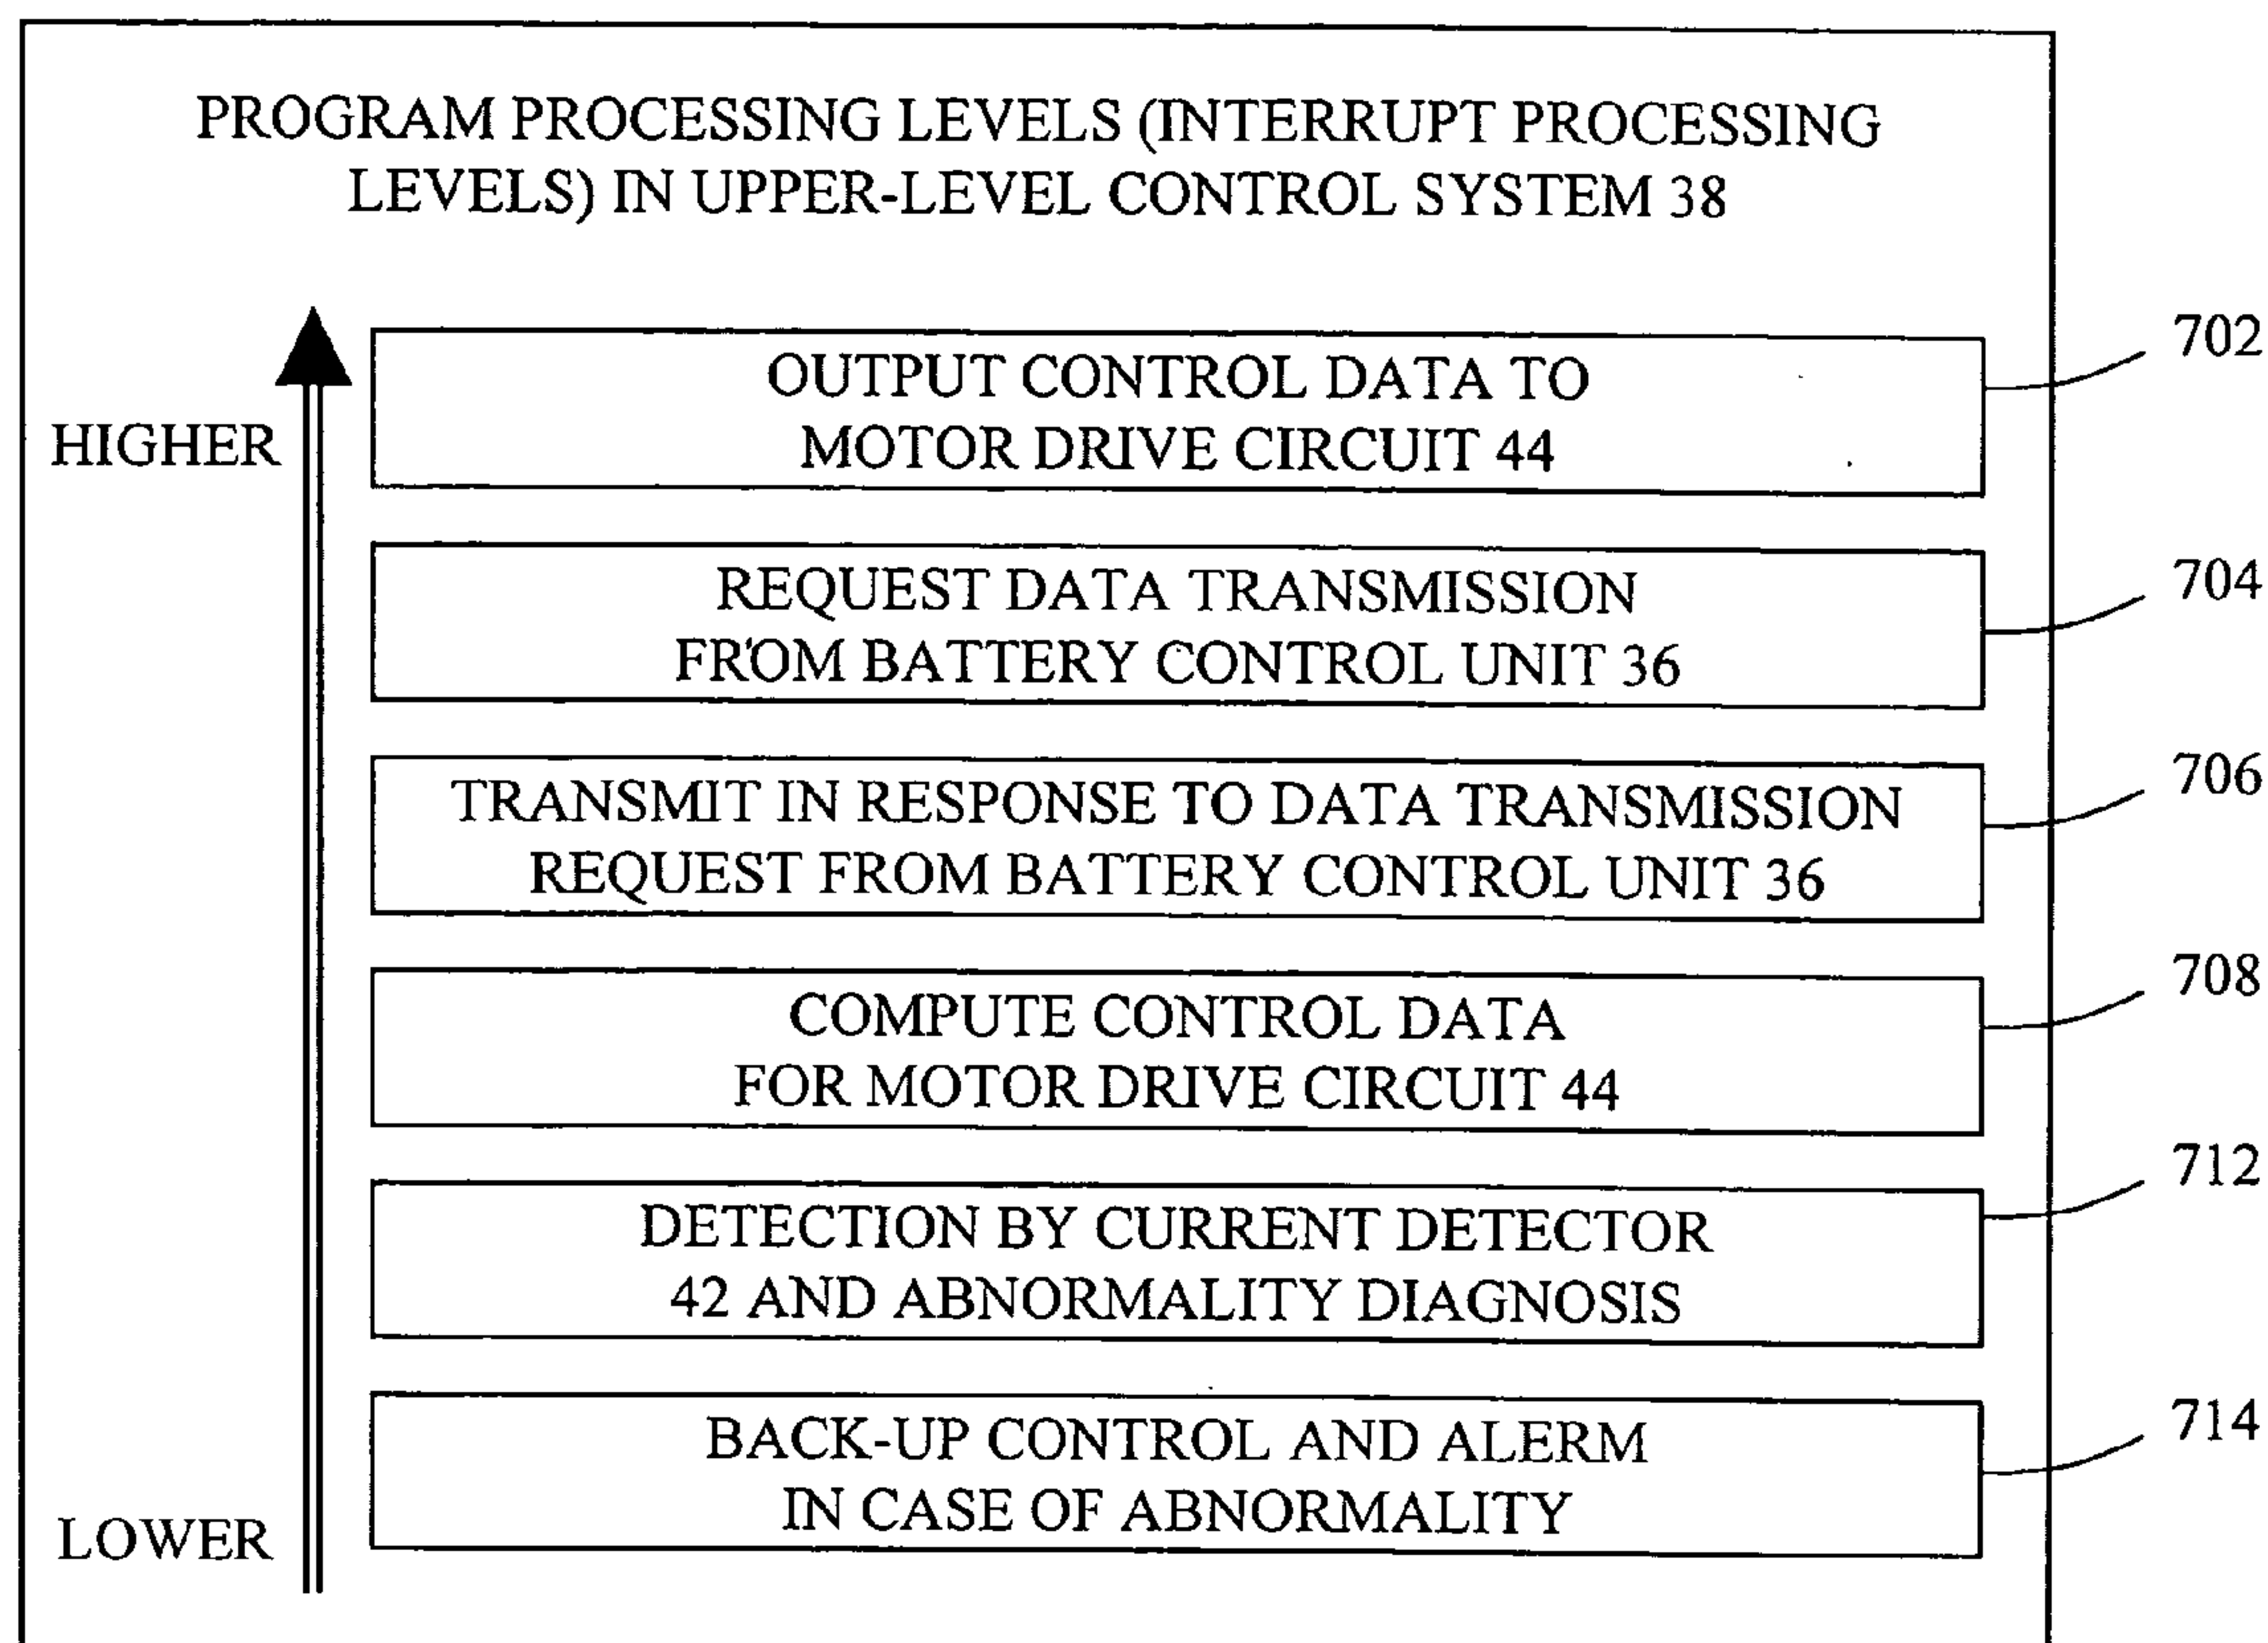 PROGRAM PROCESSING LEVELS (INTERRUPT PROCESSING
LEVELS) IN UPPER-LEVEL CONTROL SYSTEM 38
702
OUTPUT CONTROL DATA TO
MOTOR DRIVE CIRCUIT 44
HIGHER
704
REQUEST DATA TRANSMISSION
FROM BATTERY CONTROL UNIT 36
706
TRANSMIT IN RESPONSE TO DATA TRANSMISSION
REQUEST FROM BATTERY CONTROL UNIT 36
708
COMPUTE CONTROL DATA
FOR MOTOR DRIVE CIRCUIT 44
712
DETECTION BY CURRENT DETECTOR
42 AND ABNORMALITY DIAGNOSIS
714
BACK-UP CONTROL AND ALERM
IN CASE OF ABNORMALITY
LOWER